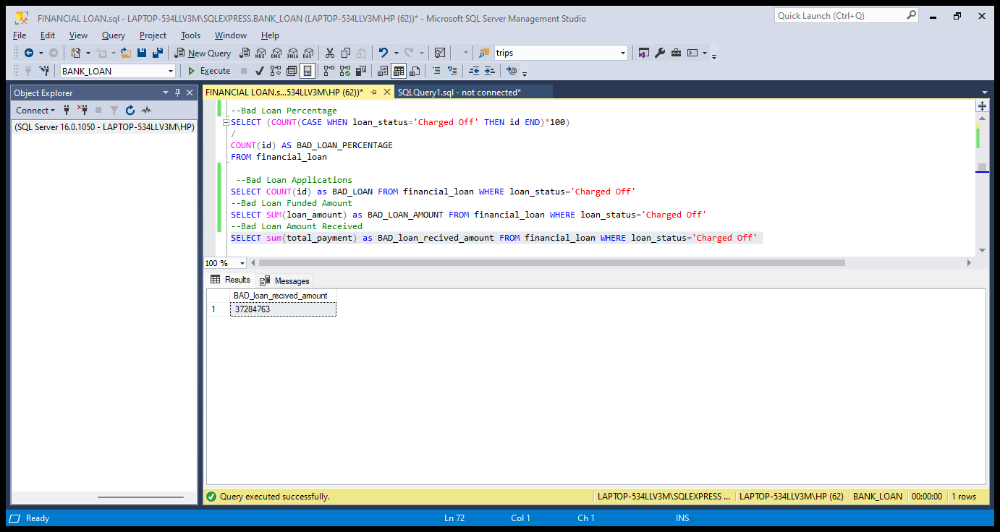 FINANCIAL LOAN.sql - LAPTOP-534LLV3M\SQLEXPRESS.BANK_LOAN (LAPTOP-534LLV3M\HP (62))* - Microsoft SQL Server Management Studio
Quick Launch (Ctrl+Q)
File Edit View Query Project Tools Window Help
New Query MDX DMX XMLA DAX trips
BANK_LOAN Execute
Object Explorer
Connect
(SQL Server 16.0.1050 - LAPTOP-534LLV3M\HP)
FINANCIAL LOAN.s...534LLV3M\HP (62))* SQLQuery1.sql - not connected*
--Bad Loan Percentage
SELECT (COUNT(CASE WHEN loan_status='Charged Off' THEN id END)*100)
/
COUNT(id) AS BAD_LOAN_PERCENTAGE
FROM financial_loan
--Bad Loan Applications
SELECT COUNT(id) as BAD_LOAN FROM financial_loan WHERE loan_status='Charged Off'
--Bad Loan Funded Amount
SELECT SUM(loan_amount) as BAD_LOAN_AMOUNT FROM financial_loan WHERE loan_status='Charged Off'
--Bad Loan Amount Received
SELECT sum(total_payment) as BAD_loan_recived_amount FROM financial_loan WHERE loan_status='Charged Off'
100 %
Results Messages
BAD_loan_recived_amount
1 37284763
Query executed successfully. LAPTOP-534LLV3M\SQLEXPRESS ... LAPTOP-534LLV3M\HP (62) BANK_LOAN 00:00:00 1 rows
Ready Ln 72 Col 1 Ch 1 INS